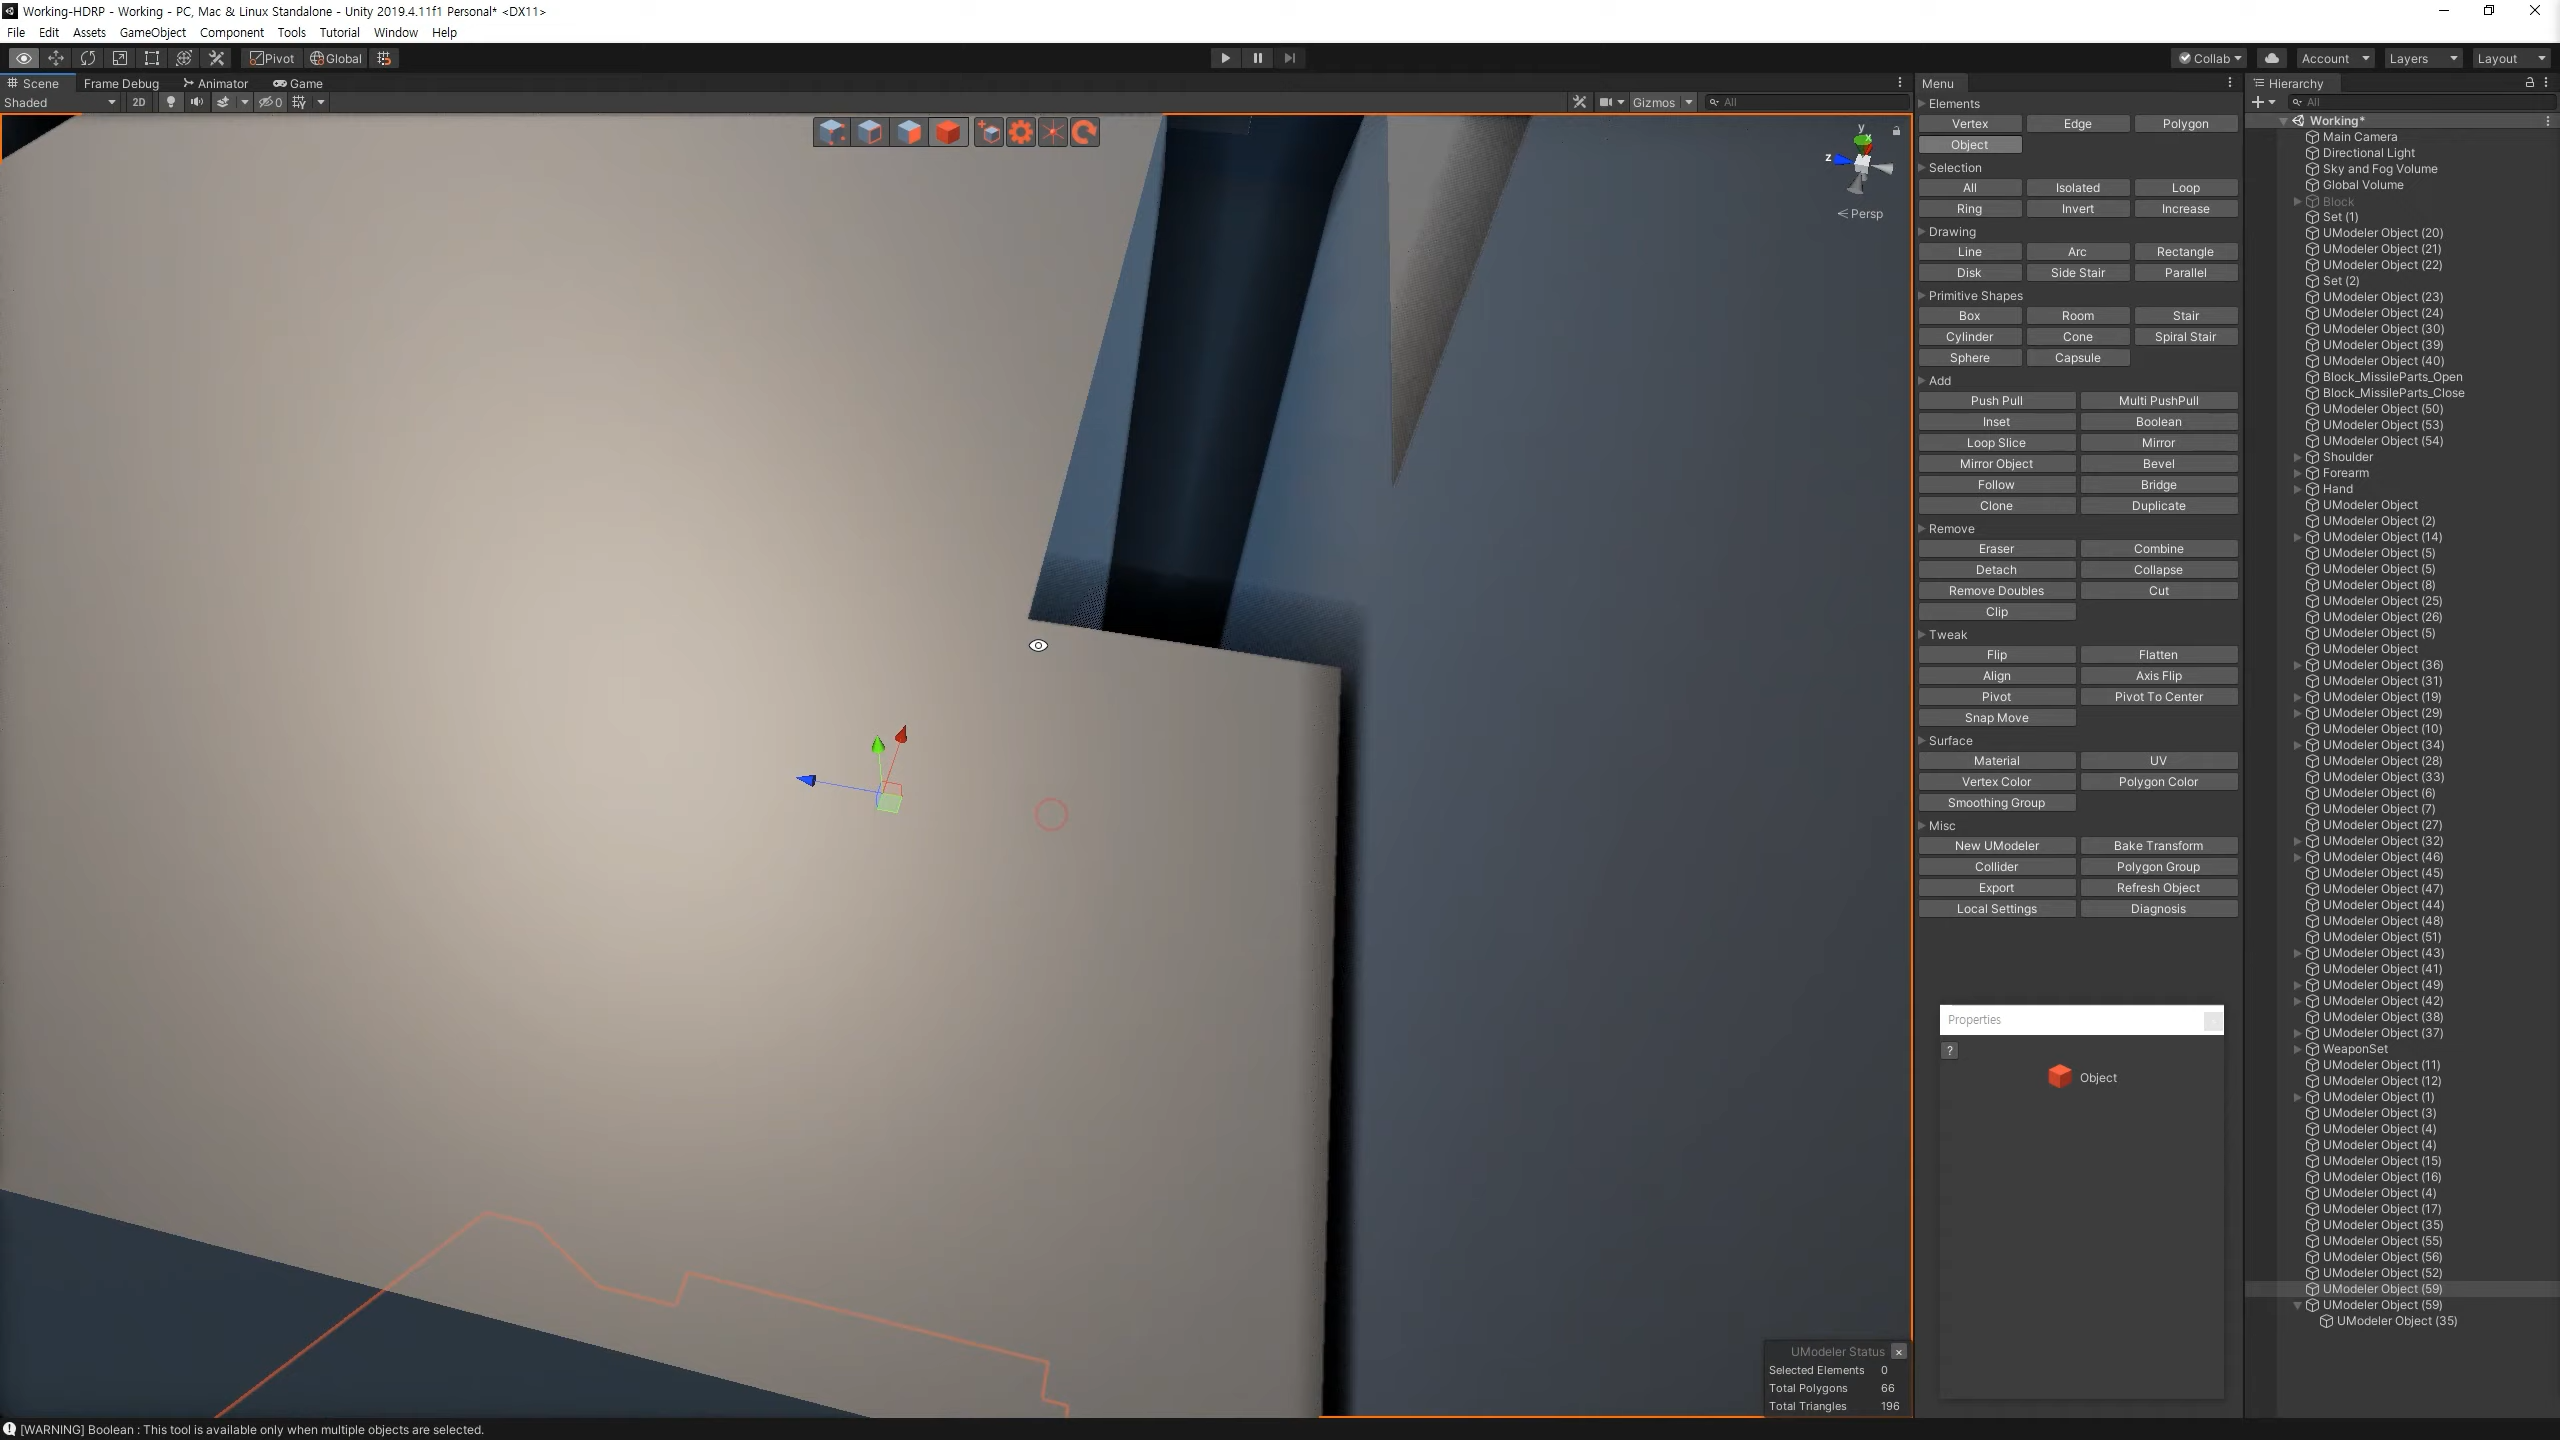 Working-HDRP - Working - PC, Mac & Linux Standalone - Unity 2019.4.11f1 Personal* <DX11>
File Edit Assets GameObject Component Tools Tutorial Window Help
Pivot Global Collab Account Layers Layout
Scene Frame Debug Animator Game
Shaded 2D 0 Gizmos All
y
x
z
Persp
Menu
Elements
Vertex Edge Polygon
Object
Selection
All Isolated Loop
Ring Invert Increase
Drawing
Line Arc Rectangle
Disk Side Stair Parallel
Primitive Shapes
Box Room Stair
Cylinder Cone Spiral Stair
Sphere Capsule
Add
Push Pull Multi PushPull
Inset Boolean
Loop Slice Mirror
Mirror Object Bevel
Follow Bridge
Clone Duplicate
Remove
Eraser Combine
Detach Collapse
Remove Doubles Cut
Clip
Tweak
Flip Flatten
Align Axis Flip
Pivot Pivot To Center
Snap Move
Surface
Material UV
Vertex Color Polygon Color
Smoothing Group
Misc
New UModeler Bake Transform
Collider Polygon Group
Export Refresh Object
Local Settings Diagnosis
Properties
?
Object
Hierarchy
All
Working*
Main Camera
Directional Light
Sky and Fog Volume
Global Volume
Block
Set (1)
UModeler Object (20)
UModeler Object (21)
UModeler Object (22)
Set (2)
UModeler Object (23)
UModeler Object (24)
UModeler Object (30)
UModeler Object (39)
UModeler Object (40)
Block_MissileParts_Open
Block_MissileParts_Close
UModeler Object (50)
UModeler Object (53)
UModeler Object (54)
Shoulder
Forearm
Hand
UModeler Object
UModeler Object (2)
UModeler Object (14)
UModeler Object (5)
UModeler Object (5)
UModeler Object (8)
UModeler Object (25)
UModeler Object (26)
UModeler Object (5)
UModeler Object
UModeler Object (36)
UModeler Object (31)
UModeler Object (19)
UModeler Object (29)
UModeler Object (10)
UModeler Object (34)
UModeler Object (28)
UModeler Object (33)
UModeler Object (6)
UModeler Object (7)
UModeler Object (27)
UModeler Object (32)
UModeler Object (46)
UModeler Object (45)
UModeler Object (47)
UModeler Object (44)
UModeler Object (48)
UModeler Object (51)
UModeler Object (43)
UModeler Object (41)
UModeler Object (49)
UModeler Object (42)
UModeler Object (38)
UModeler Object (37)
WeaponSet
UModeler Object (11)
UModeler Object (12)
UModeler Object (1)
UModeler Object (3)
UModeler Object (4)
UModeler Object (4)
UModeler Object (15)
UModeler Object (16)
UModeler Object (4)
UModeler Object (17)
UModeler Object (35)
UModeler Object (55)
UModeler Object (56)
UModeler Object (52)
UModeler Object (59)
UModeler Object (59)
UModeler Object (35)
UModeler Status
Selected Elements 0
Total Polygons 66
Total Triangles 196
[WARNING] Boolean : This tool is available only when multiple objects are selected.